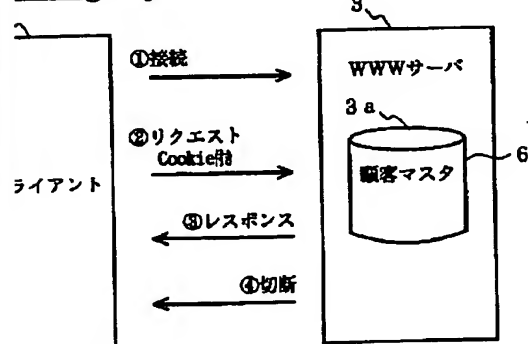 ①接続
②リクエスト
Cookie付
ライアント
③レスポンス
④切断
WWWサーバ
3a
顧客マスタ
6